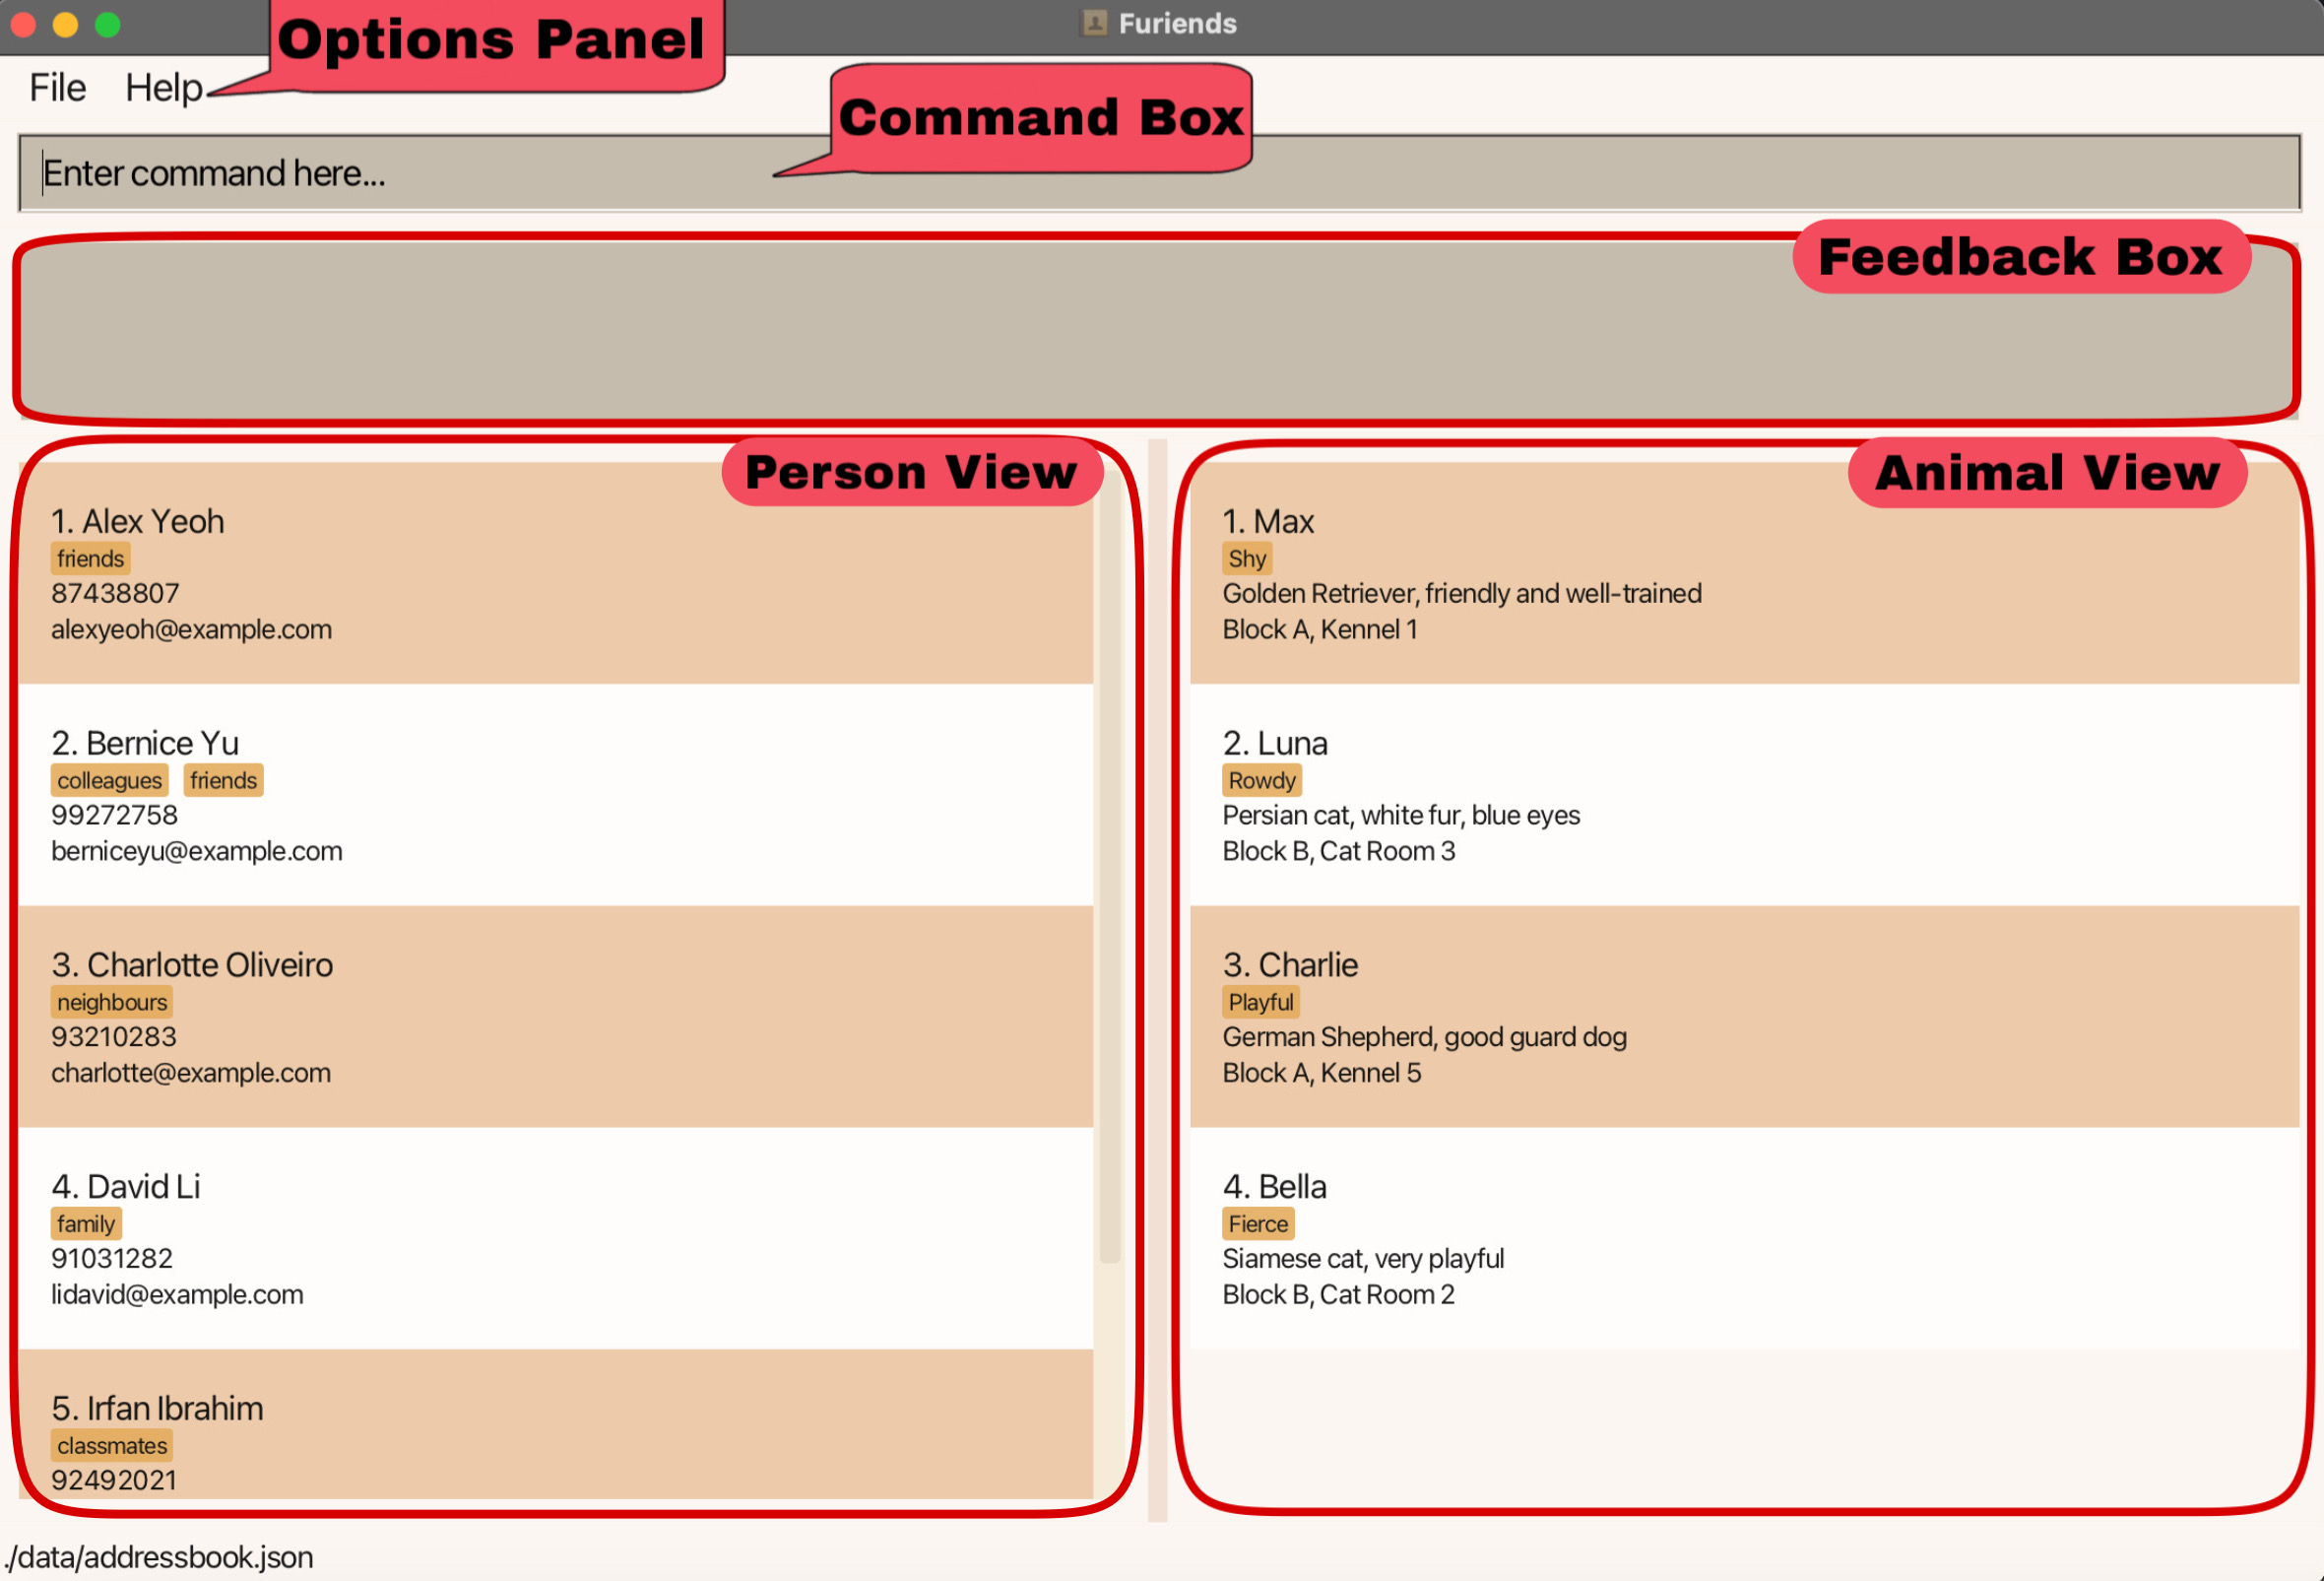 Furiends
Options Panel
File Help
Command Box
Enter command here...
Feedback Box
Person View
1. Alex Yeoh
friends
87438807
alexyeoh@example.com
2. Bernice Yu
colleagues friends
99272758
berniceyu@example.com
3. Charlotte Oliveiro
neighbours
93210283
charlotte@example.com
4. David Li
family
91031282
lidavid@example.com
5. Irfan Ibrahim
classmates
92492021
Animal View
1. Max
Shy
Golden Retriever, friendly and well-trained
Block A, Kennel 1
2. Luna
Rowdy
Persian cat, white fur, blue eyes
Block B, Cat Room 3
3. Charlie
Playful
German Shepherd, good guard dog
Block A, Kennel 5
4. Bella
Fierce
Siamese cat, very playful
Block B, Cat Room 2
./data/addressbook.json